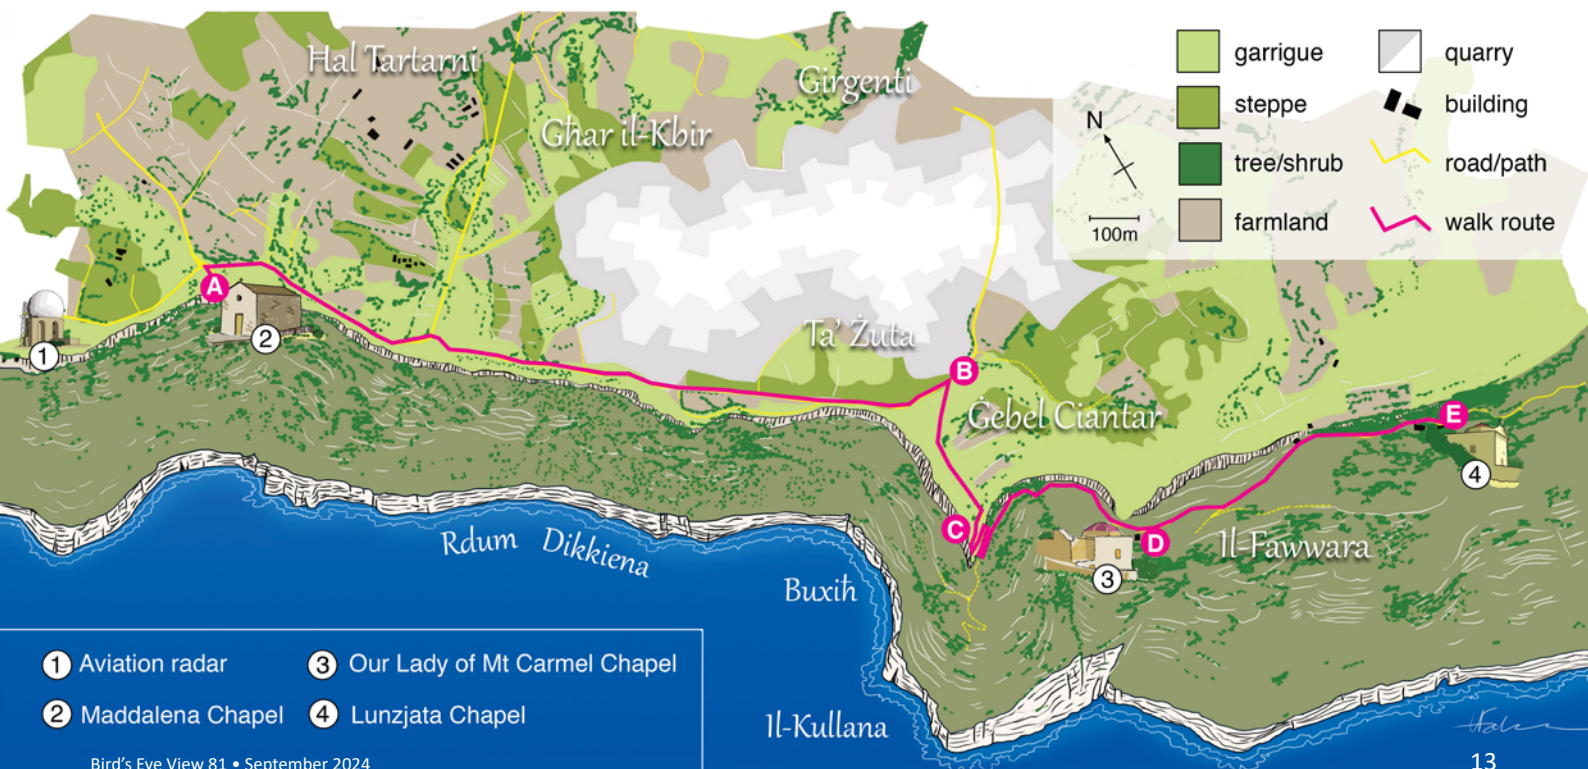 Hal Tartarni
Girgenti
Għar il-Kbir
garrigue
quarry
steppe
building
tree/shrub
road/path
farmland
walk route
N
100m
A
2
1
Ta' Żuta
B
Ġebel Ciantar
E
4
C
D
3
Il-Fawwara
Rdum Dikkiena
Buxiħ
Il-Kullana
1 Aviation radar
3 Our Lady of Mt Carmel Chapel
2 Maddalena Chapel
4 Lunzjata Chapel
Bird's Eye View 81 • September 2024
13